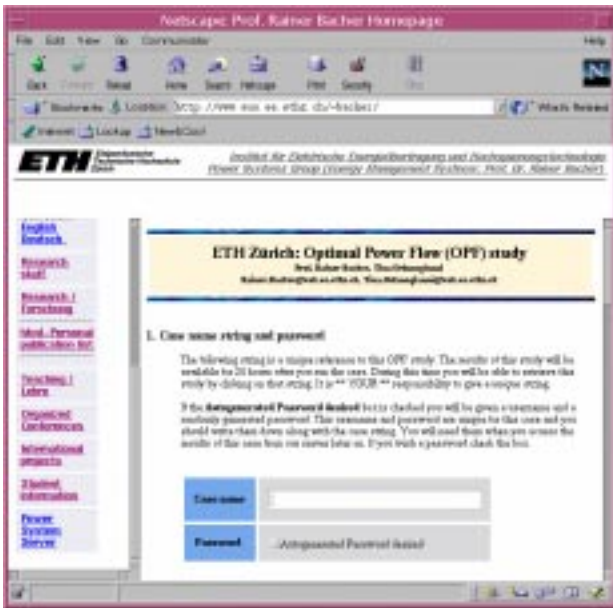 Netscape: Prof. Rainer Bacher Homepage
File Edit View Go Communicator Help
Back Reload Home Search Netscape Print Security
Bookmarks Location: http://www.eus.ee.ethz.ch/~bacher/ What's Related
Internet Lookup New&Cool
ETH Eidgenössische Technische Hochschule Zürich
Institut für Elektrische Energieübertragung und Hochspannungstechnologie
Power Systems Group (Energy Management Systems: Prof. Dr. Rainer Bacher)
English
Deutsch
Research
staff
Research /
Forschung
publication list
Teaching /
Lehre
Organized
Conferences
International
projects
Student
information
Power
System
Server
ETH Zürich: Optimal Power Flow (OPF) study
Prof. Rainer Bacher,
1. Case name string and password
The following string is a unique reference to this OPF study. The results of this study will be
available for 24 hours after you run the case. During this time you will be able to retrieve this
study by clicking on that string. It is ** YOUR ** responsibility to give a unique string.
If the Autogenerated Password desired box is checked you will be given a username and a
randomly generated password. This username and password are unique for this case and you
should write them down along with the case string. You will need them when you access the
results of this case from our server later on. If you wish a password check the box.
Case name
Password Autogenerated Password desired